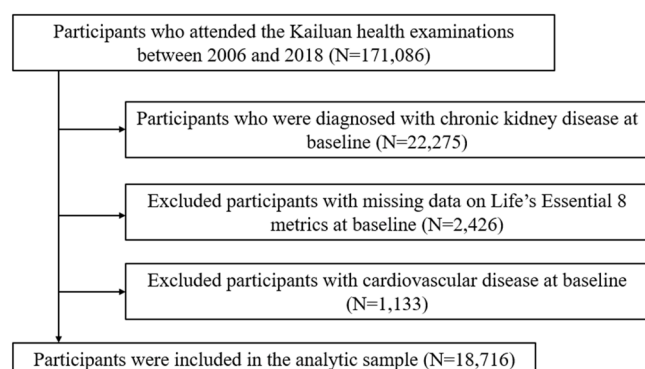 Participants who attended the Kailuan health examinations
between 2006 and 2018 (N=171,086)
Participants who were diagnosed with chronic kidney disease at
baseline (N=22,275)
Excluded participants with missing data on Life’s Essential 8
metrics at baseline (N=2,426)
Excluded participants with cardiovascular disease at baseline
(N=1,133)
Participants were included in the analytic sample (N=18,716)